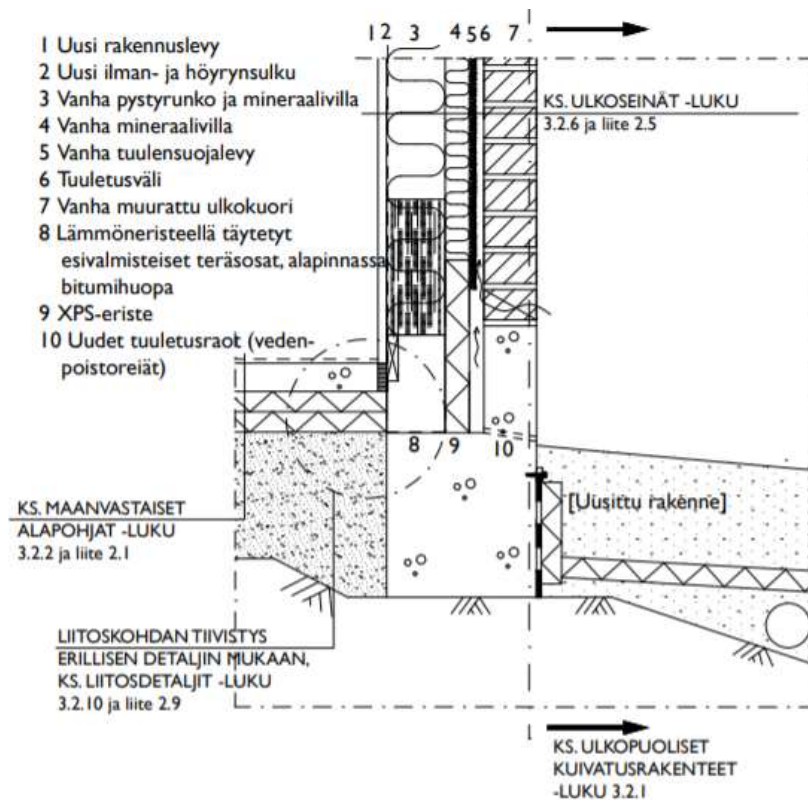 1 Uusi rakennuslevy
2 Uusi ilman- ja höyrynsulku
3 Vanha pystyrunko ja mineraalivilla
4 Vanha mineraalivilla
5 Vanha tuulensuojalevy
6 Tuuletusväli
7 Vanha muurattu ulkokuori
8 Lämmöneristeellä täytetyt
esivalmisteiset teräsosat, alapinnassa
bitumihuopa
9 XPS-eriste
10 Uudet tuuletusraot (veden-
poistoreiät)
1 2 3 4 5 6 7
KS. ULKOSEINÄT -LUKU
3.2.6 ja liite 2.5
8 9 10
[Uusittu rakenne]
KS. MAANVASTAISET
ALAPOHJAT -LUKU
3.2.2 ja liite 2.1
LIITOSKOHDAN TIIVISTYS
ERILLISEN DETALJIN MUKAAN,
KS. LIITOSDETALJIT -LUKU
3.2.10 ja liite 2.9
KS. ULKOPUOLISET
KUIVATUSRAKENTEET
-LUKU 3.2.1